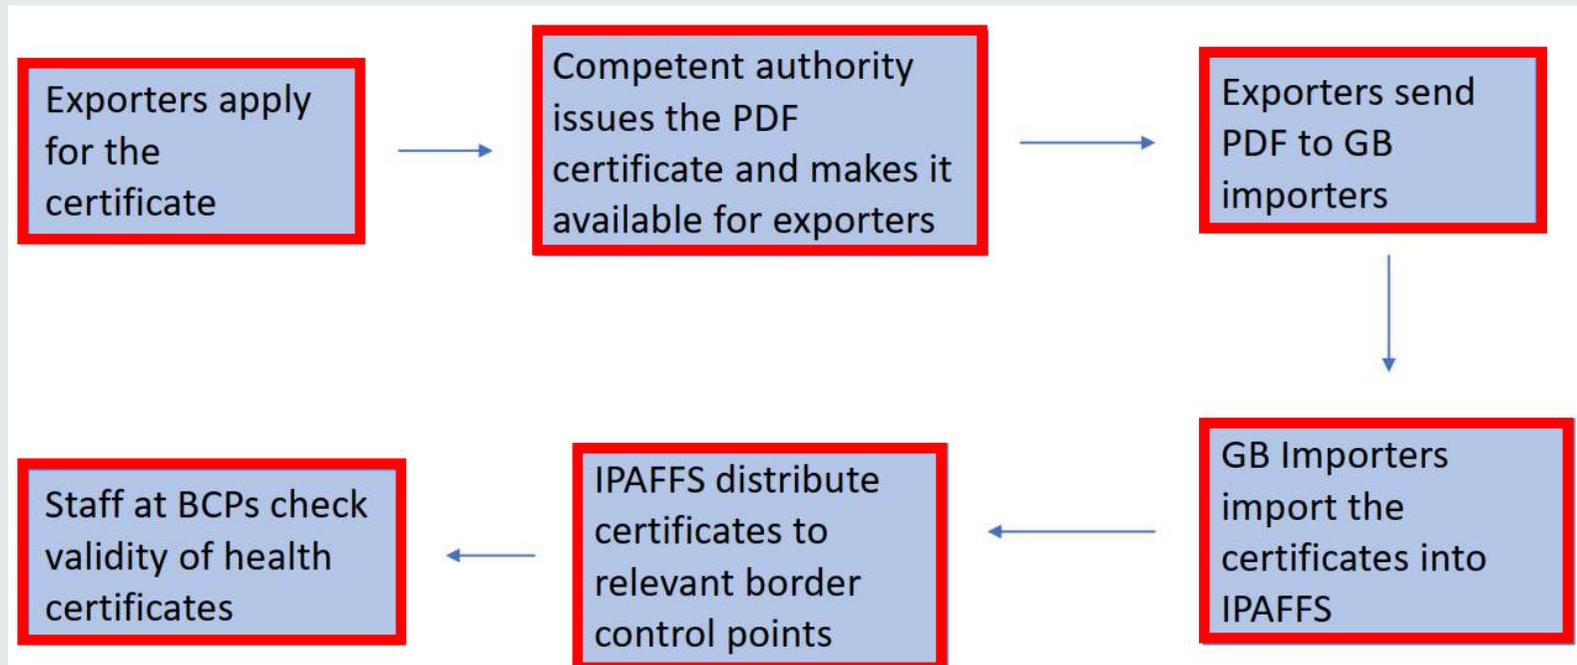 Exporters apply
for the
certificate
Competent authority
issues the PDF
certificate and makes it
available for exporters
Exporters send
PDF to GB
importers
GB Importers
import the
certificates into
IPAFFS
IPAFFS distribute
certificates to
relevant border
control points
Staff at BCPs check
validity of health
certificates